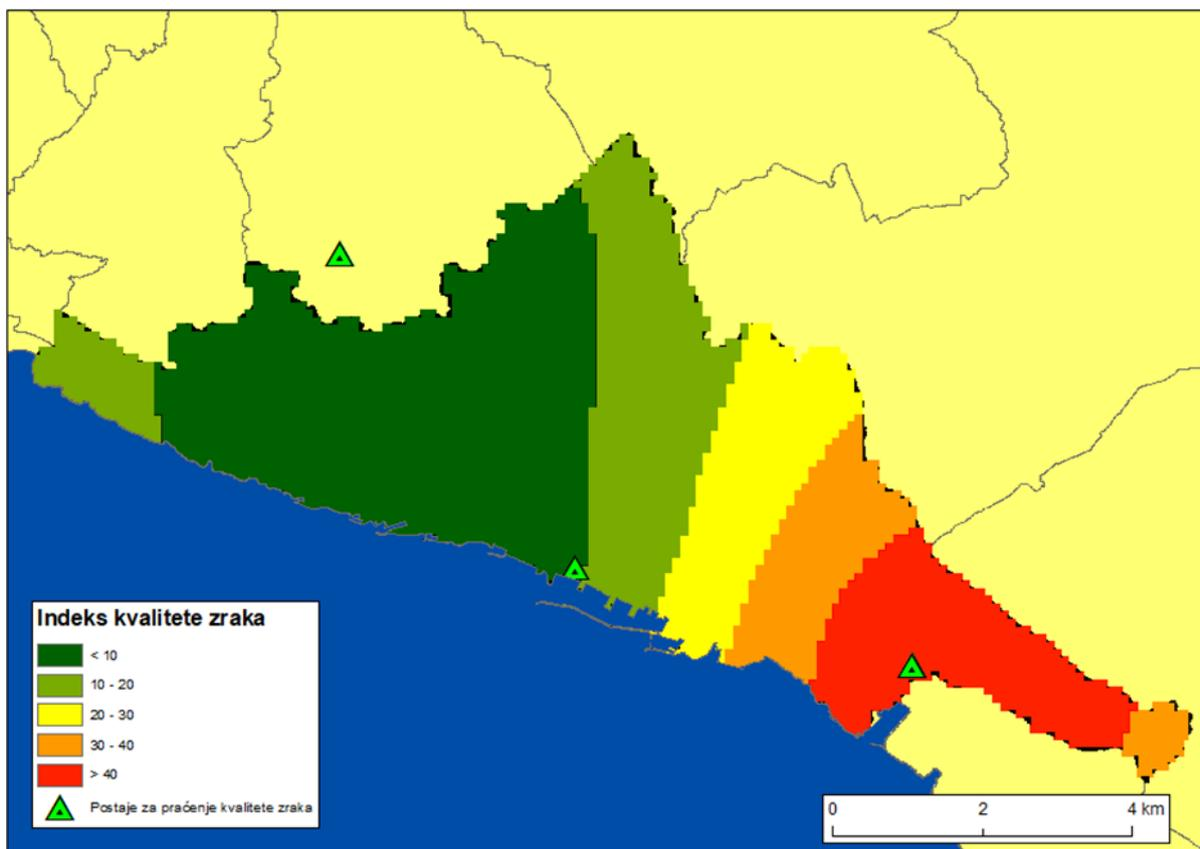 Indeks kvalitete zraka
< 10
10 - 20
20 - 30
30 - 40
> 40
Postaje za praćenje kvalitete zraka
0 2 4 km